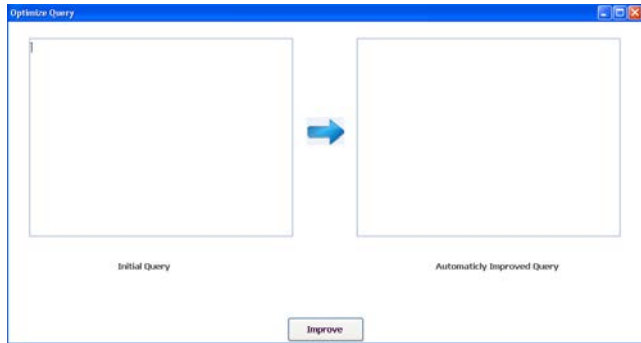 Optimize Query
Initial Query
Automaticly Improved Query
Improve